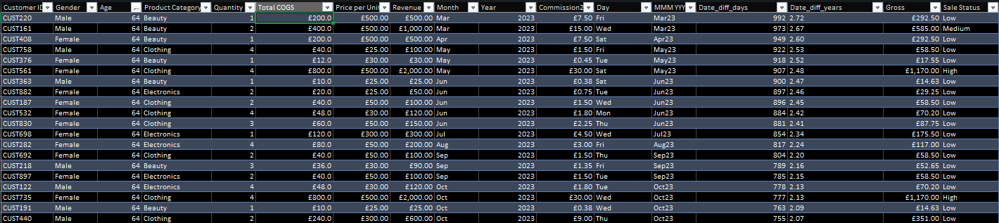 Customer ID Gender Age Product Category Quantity Total COGS Price per Unit Revenue Month Year Commission2 Day MMM YYY Date_diff_days Date_diff_years Gross Sale Status
CUST220 Male 64 Beauty 1 £200.0 £500.00 £500.00 Mar 2023 £7.50 Fri Mar23 992 2.72 £292.50 Low
CUST161 Male 64 Beauty 2 £400.0 £500.00 £1,000.00 Mar 2023 £15.00 Wed Mar23 973 2.67 £585.00 Medium
CUST408 Female 64 Beauty 1 £200.0 £500.00 £500.00 Apr 2023 £7.50 Sat Apr23 949 2.60 £292.50 Low
CUST758 Male 64 Clothing 4 £40.0 £25.00 £100.00 May 2023 £1.50 Fri May23 922 2.53 £58.50 Low
CUST376 Female 64 Beauty 1 £12.0 £30.00 £30.00 May 2023 £0.45 Tue May23 918 2.52 £17.55 Low
CUST561 Female 64 Clothing 4 £800.0 £500.00 £2,000.00 May 2023 £30.00 Sat May23 907 2.48 £1,170.00 High
CUST363 Male 64 Beauty 1 £10.0 £25.00 £25.00 Jun 2023 £0.38 Sat Jun23 900 2.47 £14.63 Low
CUST882 Female 64 Electronics 2 £20.0 £25.00 £50.00 Jun 2023 £0.75 Tue Jun23 897 2.46 £29.25 Low
CUST187 Female 64 Clothing 2 £40.0 £50.00 £100.00 Jun 2023 £1.50 Wed Jun23 896 2.45 £58.50 Low
CUST532 Female 64 Clothing 4 £48.0 £30.00 £120.00 Jun 2023 £1.80 Mon Jun23 884 2.42 £70.20 Low
CUST830 Female 64 Clothing 3 £60.0 £50.00 £150.00 Jun 2023 £2.25 Thu Jun23 881 2.41 £87.75 Low
CUST698 Female 64 Electronics 1 £120.0 £300.00 £300.00 Jul 2023 £4.50 Wed Jul23 854 2.34 £175.50 Low
CUST282 Female 64 Electronics 4 £80.0 £50.00 £200.00 Aug 2023 £3.00 Fri Aug23 817 2.24 £117.00 Low
CUST692 Female 64 Clothing 2 £40.0 £50.00 £100.00 Sep 2023 £1.50 Thu Sep23 804 2.20 £58.50 Low
CUST218 Male 64 Beauty 3 £36.0 £30.00 £90.00 Sep 2023 £1.35 Fri Sep23 789 2.16 £52.65 Low
CUST897 Female 64 Electronics 2 £40.0 £50.00 £100.00 Sep 2023 £1.50 Tue Sep23 785 2.15 £58.50 Low
CUST122 Male 64 Electronics 4 £48.0 £30.00 £120.00 Oct 2023 £1.80 Tue Oct23 778 2.13 £70.20 Low
CUST735 Female 64 Clothing 4 £800.0 £500.00 £2,000.00 Oct 2023 £30.00 Wed Oct23 777 2.13 £1,170.00 High
CUST191 Male 64 Beauty 1 £10.0 £25.00 £25.00 Oct 2023 £0.38 Wed Oct23 763 2.09 £14.63 Low
CUST440 Male 64 Clothing 2 £240.0 £300.00 £600.00 Oct 2023 £9.00 Thu Oct23 755 2.07 £351.00 Low